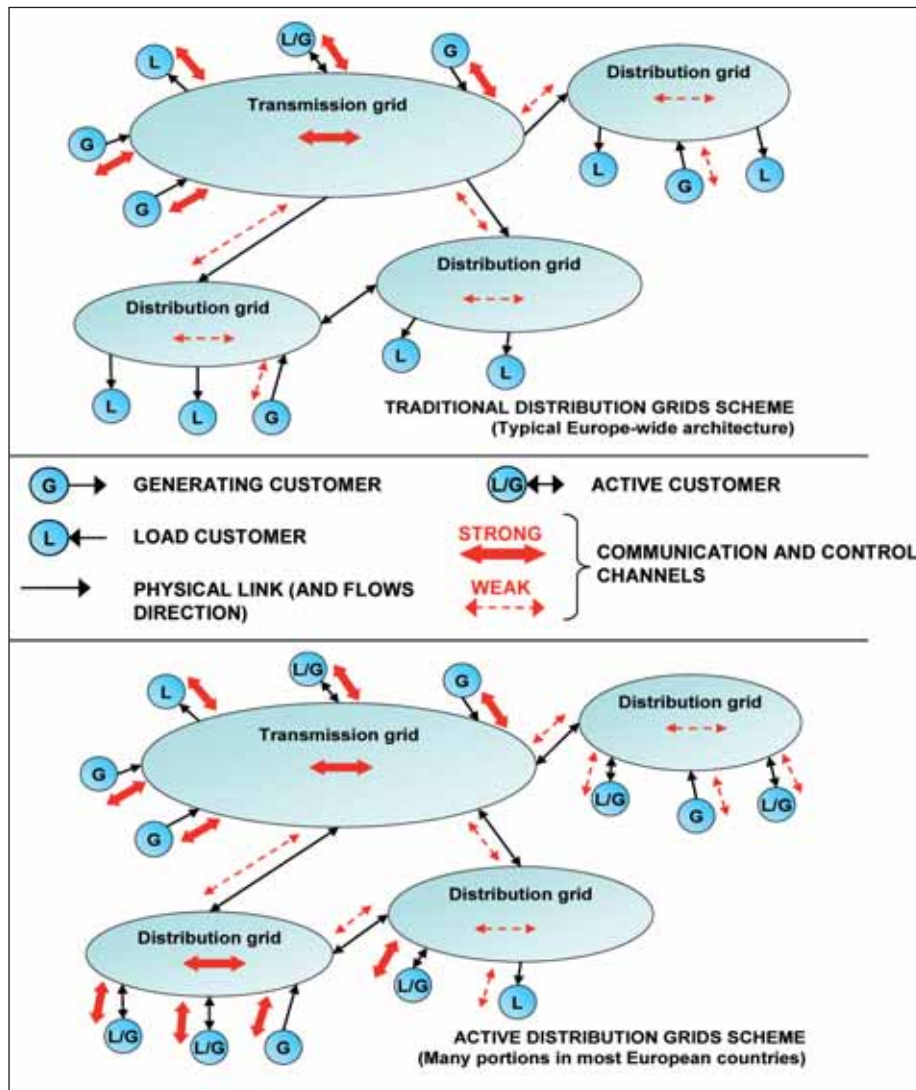 L
L/G
G
Distribution grid
Transmission grid
G
G
L
G
L
Distribution grid
Distribution grid
L
L
L
L
G
TRADITIONAL DISTRIBUTION GRIDS SCHEME
(Typical Europe-wide architecture)
G GENERATING CUSTOMER
L/G ACTIVE CUSTOMER
L LOAD CUSTOMER
STRONG
WEAK
COMMUNICATION AND CONTROL
CHANNELS
PHYSICAL LINK (AND FLOWS
DIRECTION)
L
L/G
G
Distribution grid
Transmission grid
G
G
L/G
G
L/G
Distribution grid
Distribution grid
L/G
L
L/G
L/G
G
ACTIVE DISTRIBUTION GRIDS SCHEME
(Many portions in most European countries)